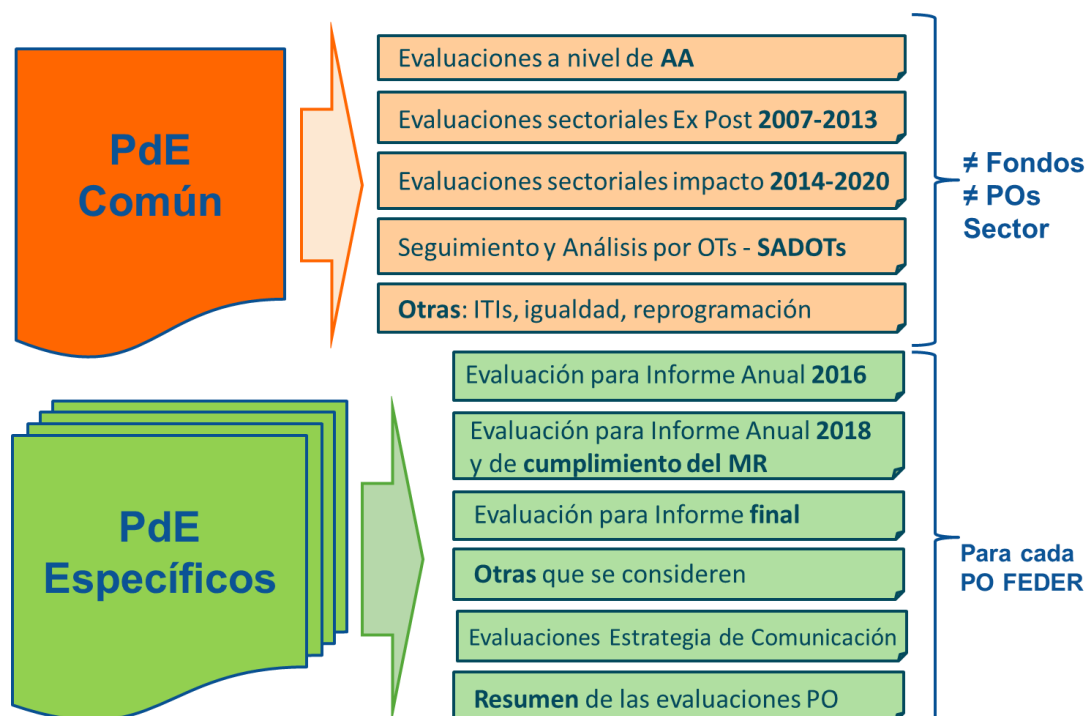 PdE
Común
Evaluaciones a nivel de AA
Evaluaciones sectoriales Ex Post 2007-2013
Evaluaciones sectoriales impacto 2014-2020
Seguimiento y Análisis por OTs - SADOTs
Otras: ITIs, igualdad, reprogramación
≠ Fondos
≠ POs
Sector
PdE
Específicos
Evaluación para Informe Anual 2016
Evaluación para Informe Anual 2018
y de cumplimiento del MR
Evaluación para Informe final
Otras que se consideren
Evaluaciones Estrategia de Comunicación
Resumen de las evaluaciones PO
Para cada
PO FEDER